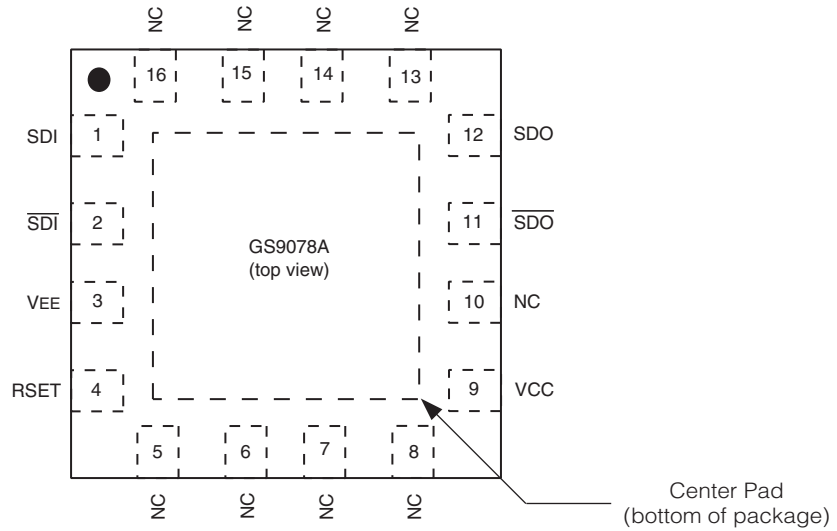 NC NC NC NC
16 15 14 13
SDI 1 12 SDO
SDI 2 11 SDO
GS9078A
(top view)
VEE 3 10 NC
RSET 4 9 VCC
5 6 7 8
NC NC NC NC
Center Pad
(bottom of package)